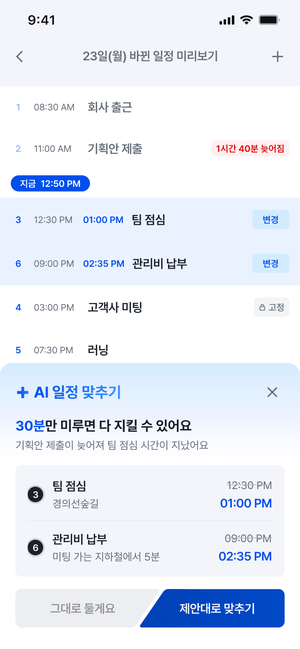 9:41
23일(월) 바뀐 일정 미리보기
1 08:30 AM 회사 출근
2 11:00 AM 기획안 제출 1시간 40분 늦어짐
지금 12:50 PM
3 12:30 PM 01:00 PM 팀 점심 변경
6 09:00 PM 02:35 PM 관리비 납부 변경
4 03:00 PM 고객사 미팅 고정
5 07:30 PM 러닝
AI 일정 맞추기
30분만 미루면 다 지킬 수 있어요
기획안 제출이 늦어져 팀 점심 시간이 지났어요
3 팀 점심 12:30 PM
경의선숲길 01:00 PM
6 관리비 납부 09:00 PM
미팅 가는 지하철에서 5분 02:35 PM
그대로 둘게요 제안대로 맞추기